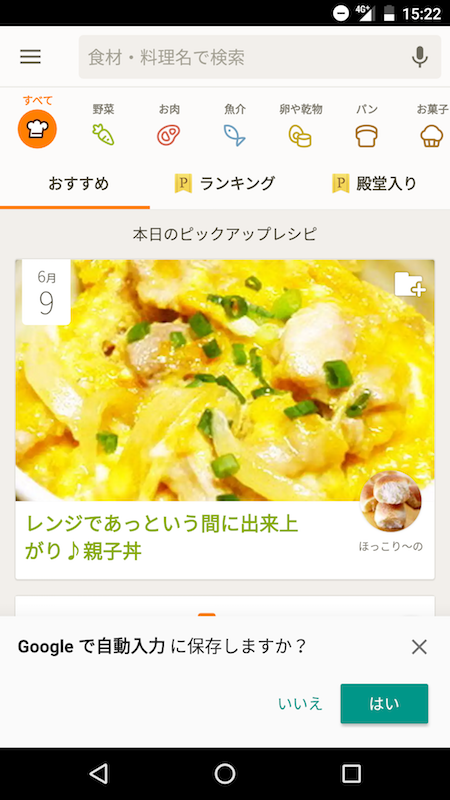 4G+ 15:22
食材・料理名で検索
すべて 野菜 お肉 魚介 卵や乾物 パン お菓子
おすすめ P ランキング P 殿堂入り
本日のピックアップレシピ
6月
9
レンジであっという間に出来上
がり♪親子丼
ほっこり～の
Google で自動入力 に保存しますか？
いいえ はい